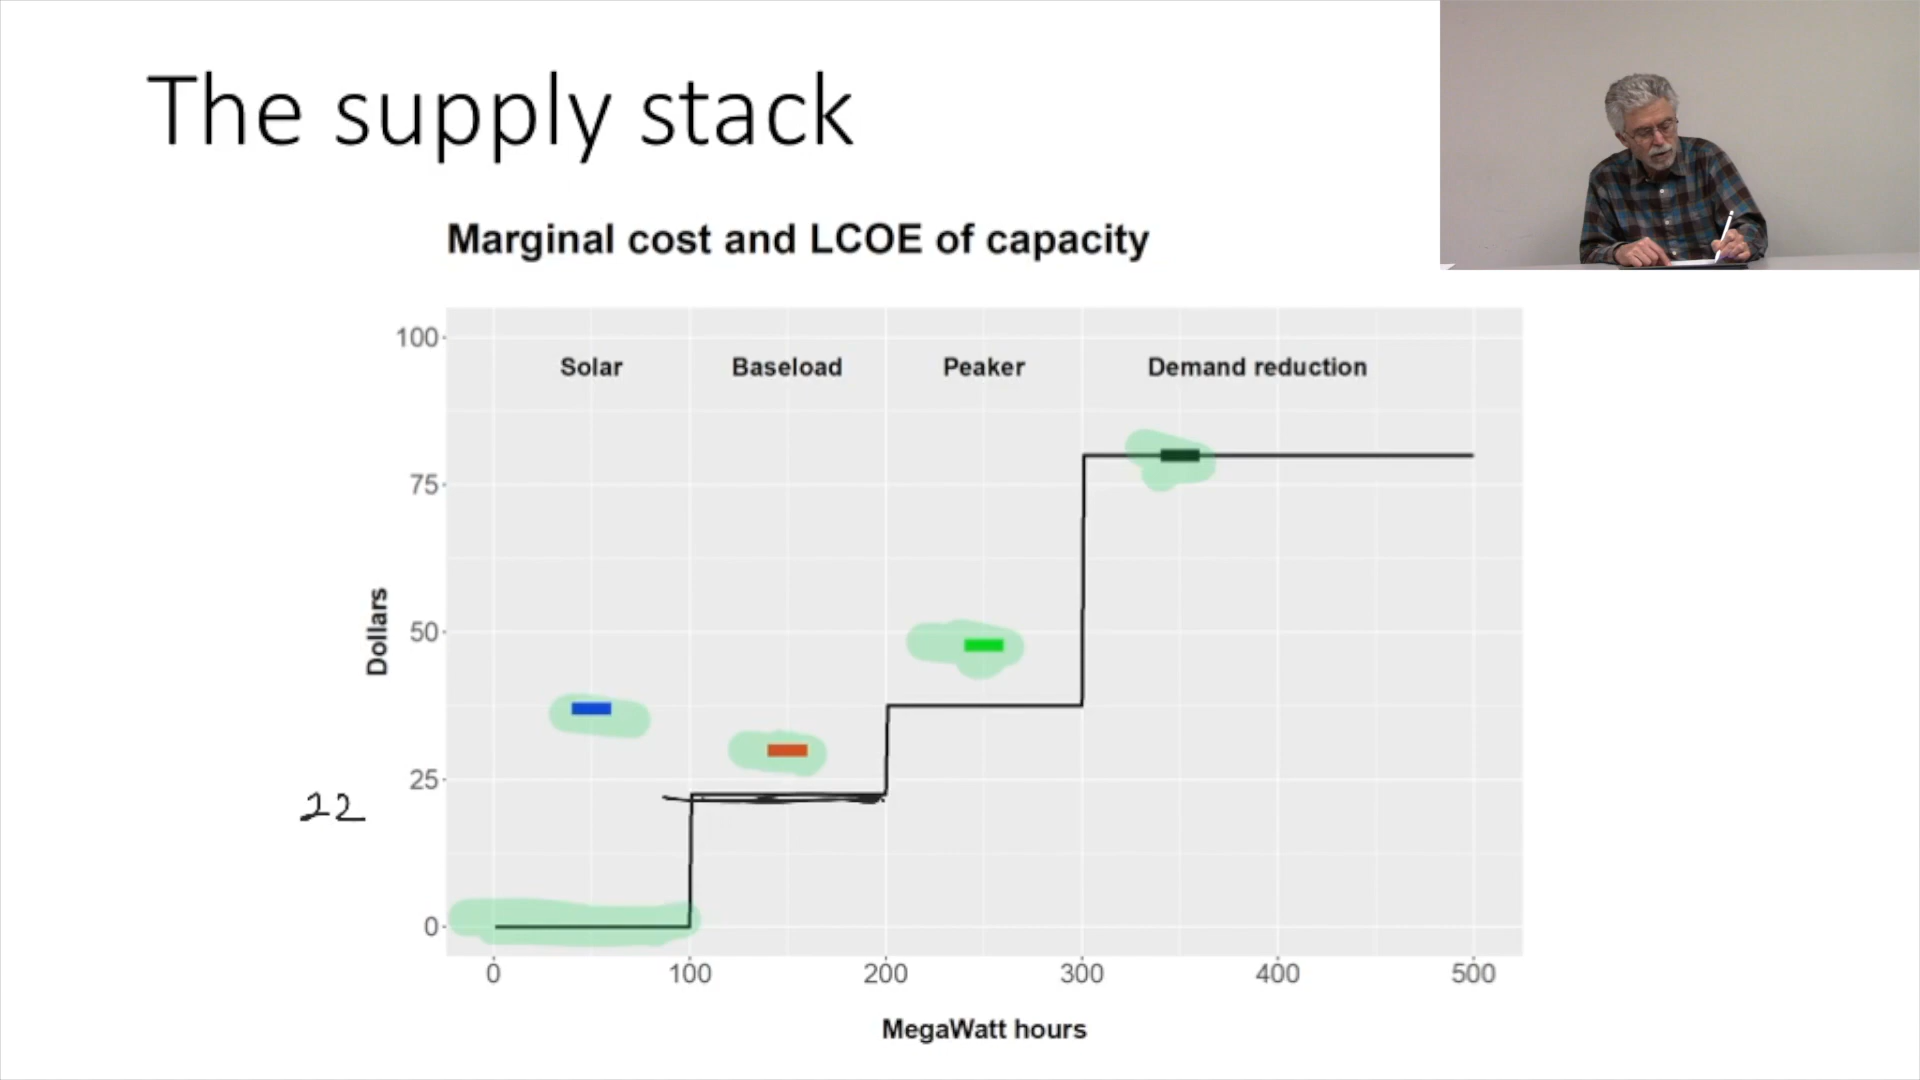 The supply stack
Marginal cost and LCOE of capacity
100
Solar Baseload Peaker Demand reduction
75
50
Dollars
25
22
0
0 100 200 300 400 500
MegaWatt hours